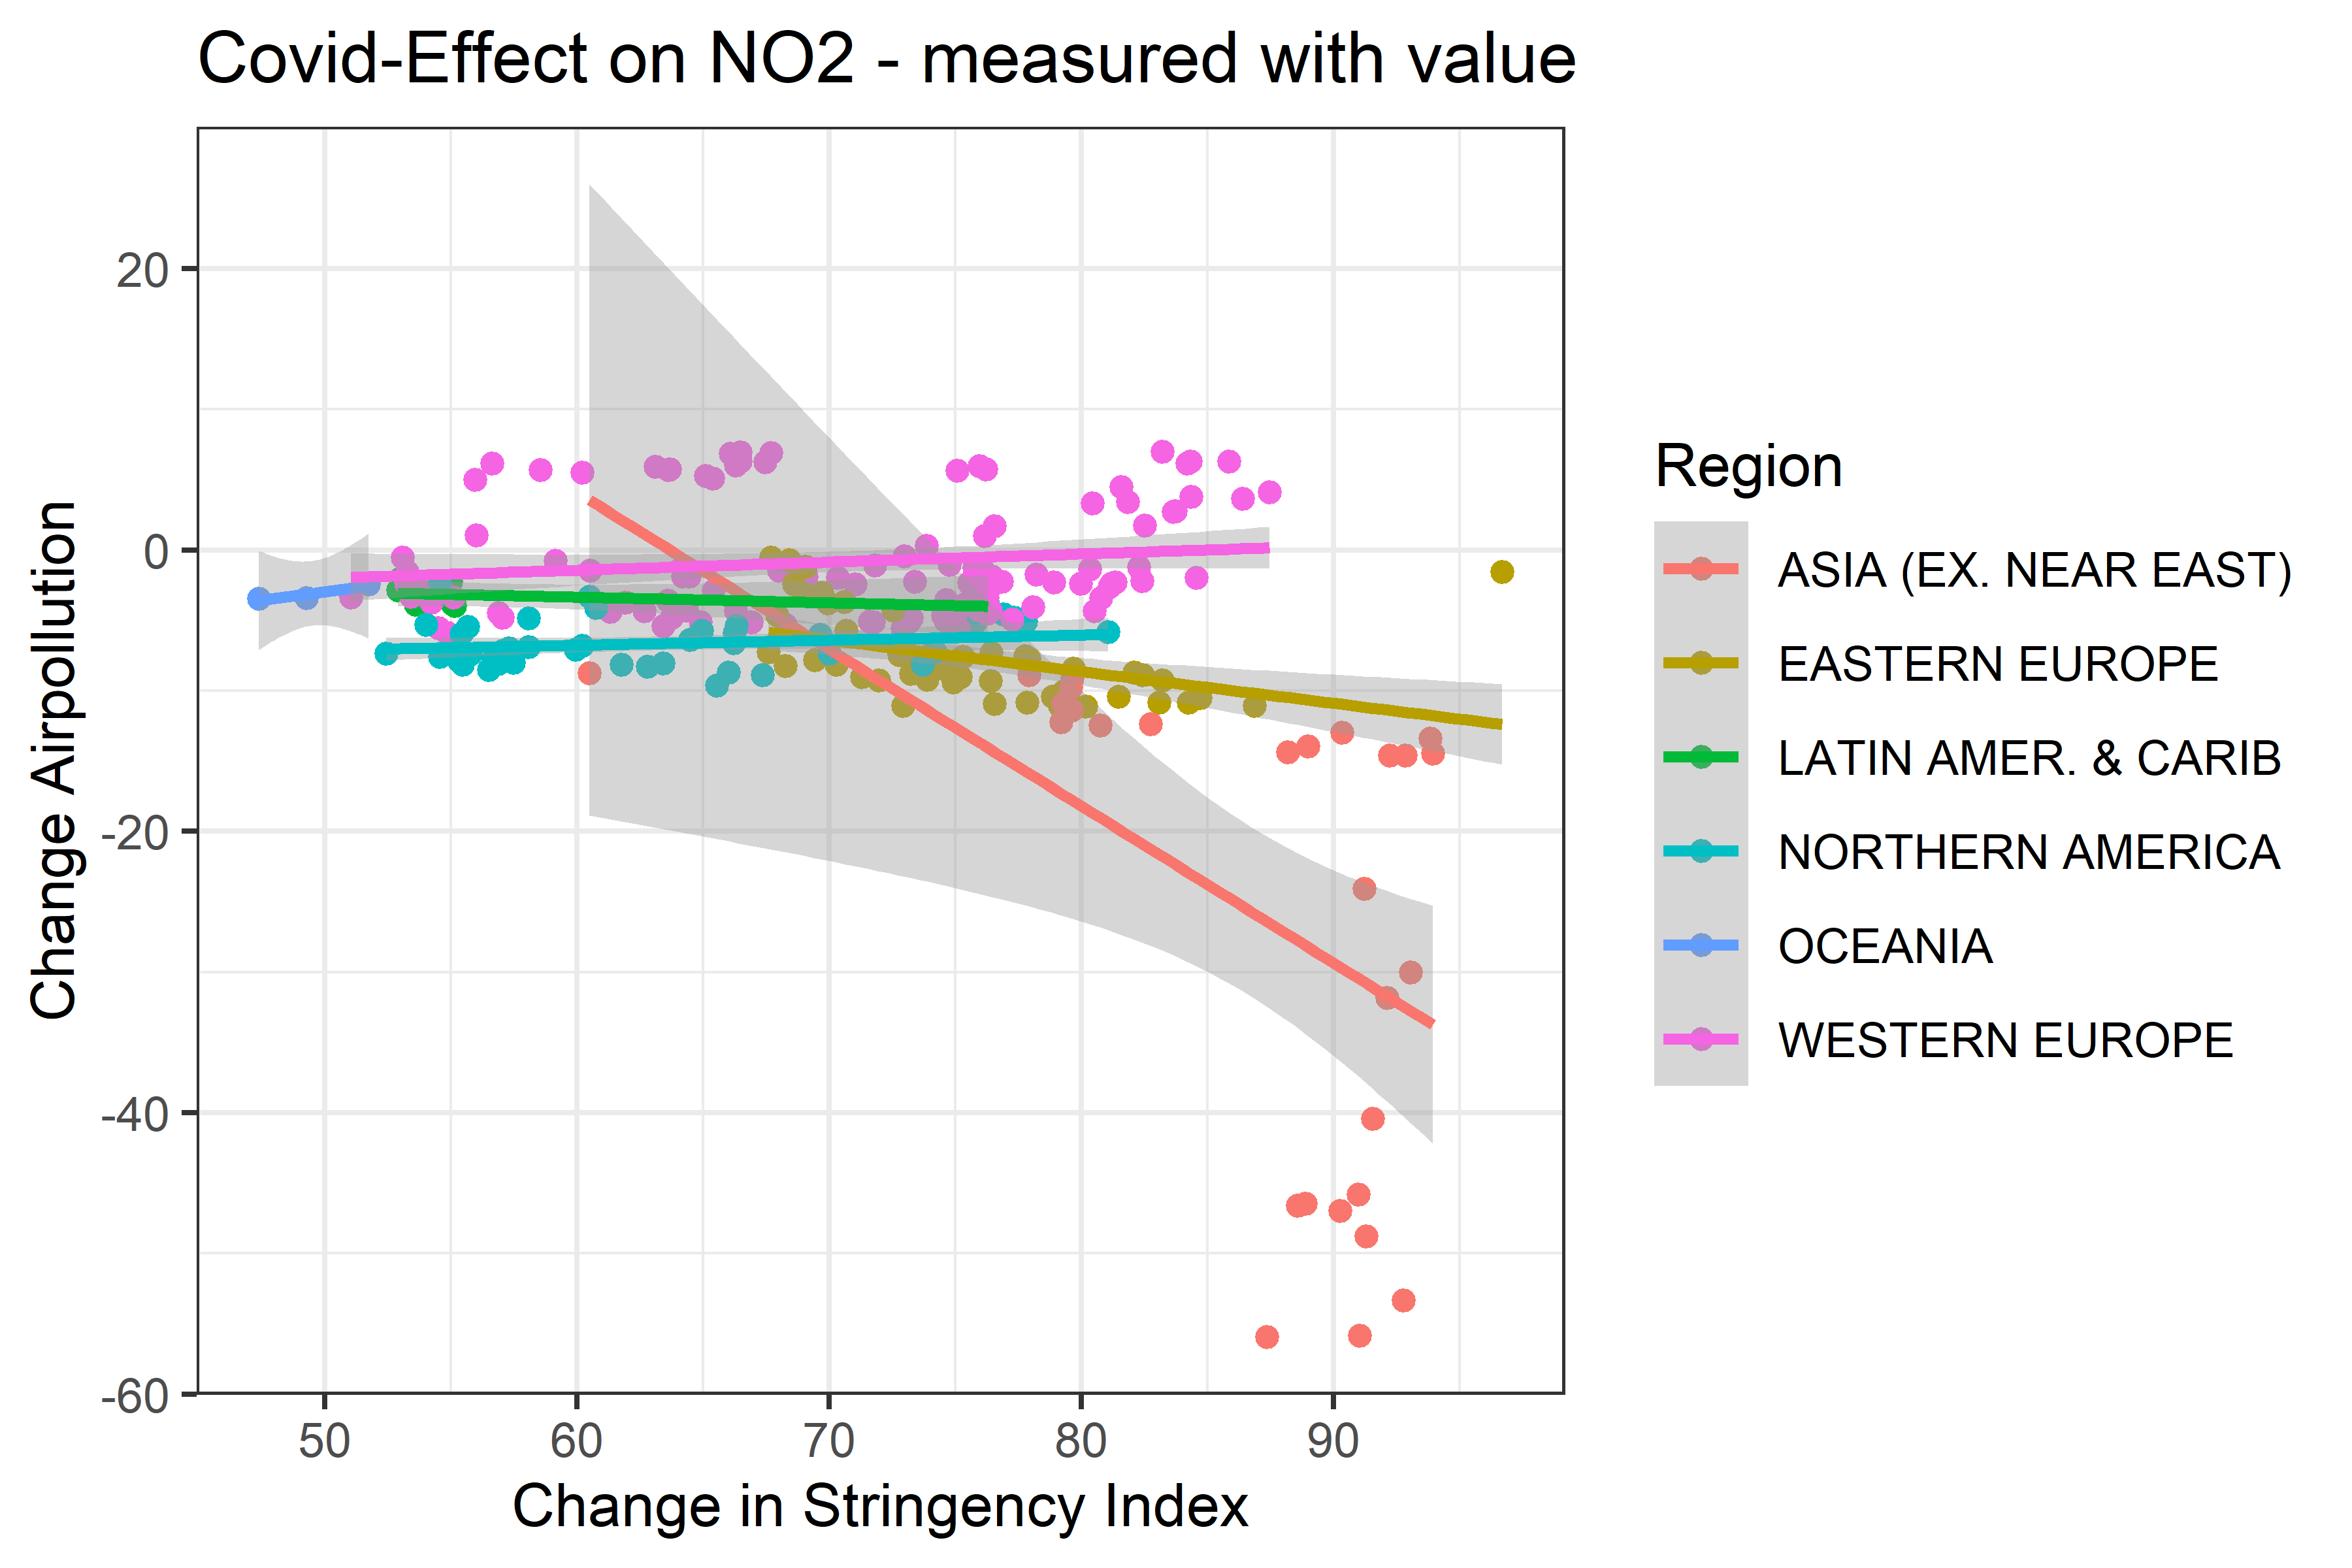 Covid-Effect on NO2 - measured with value
Change Airpollution
20
0
-20
-40
-60
50 60 70 80 90
Change in Stringency Index
Region
ASIA (EX. NEAR EAST)
EASTERN EUROPE
LATIN AMER. & CARIB
NORTHERN AMERICA
OCEANIA
WESTERN EUROPE